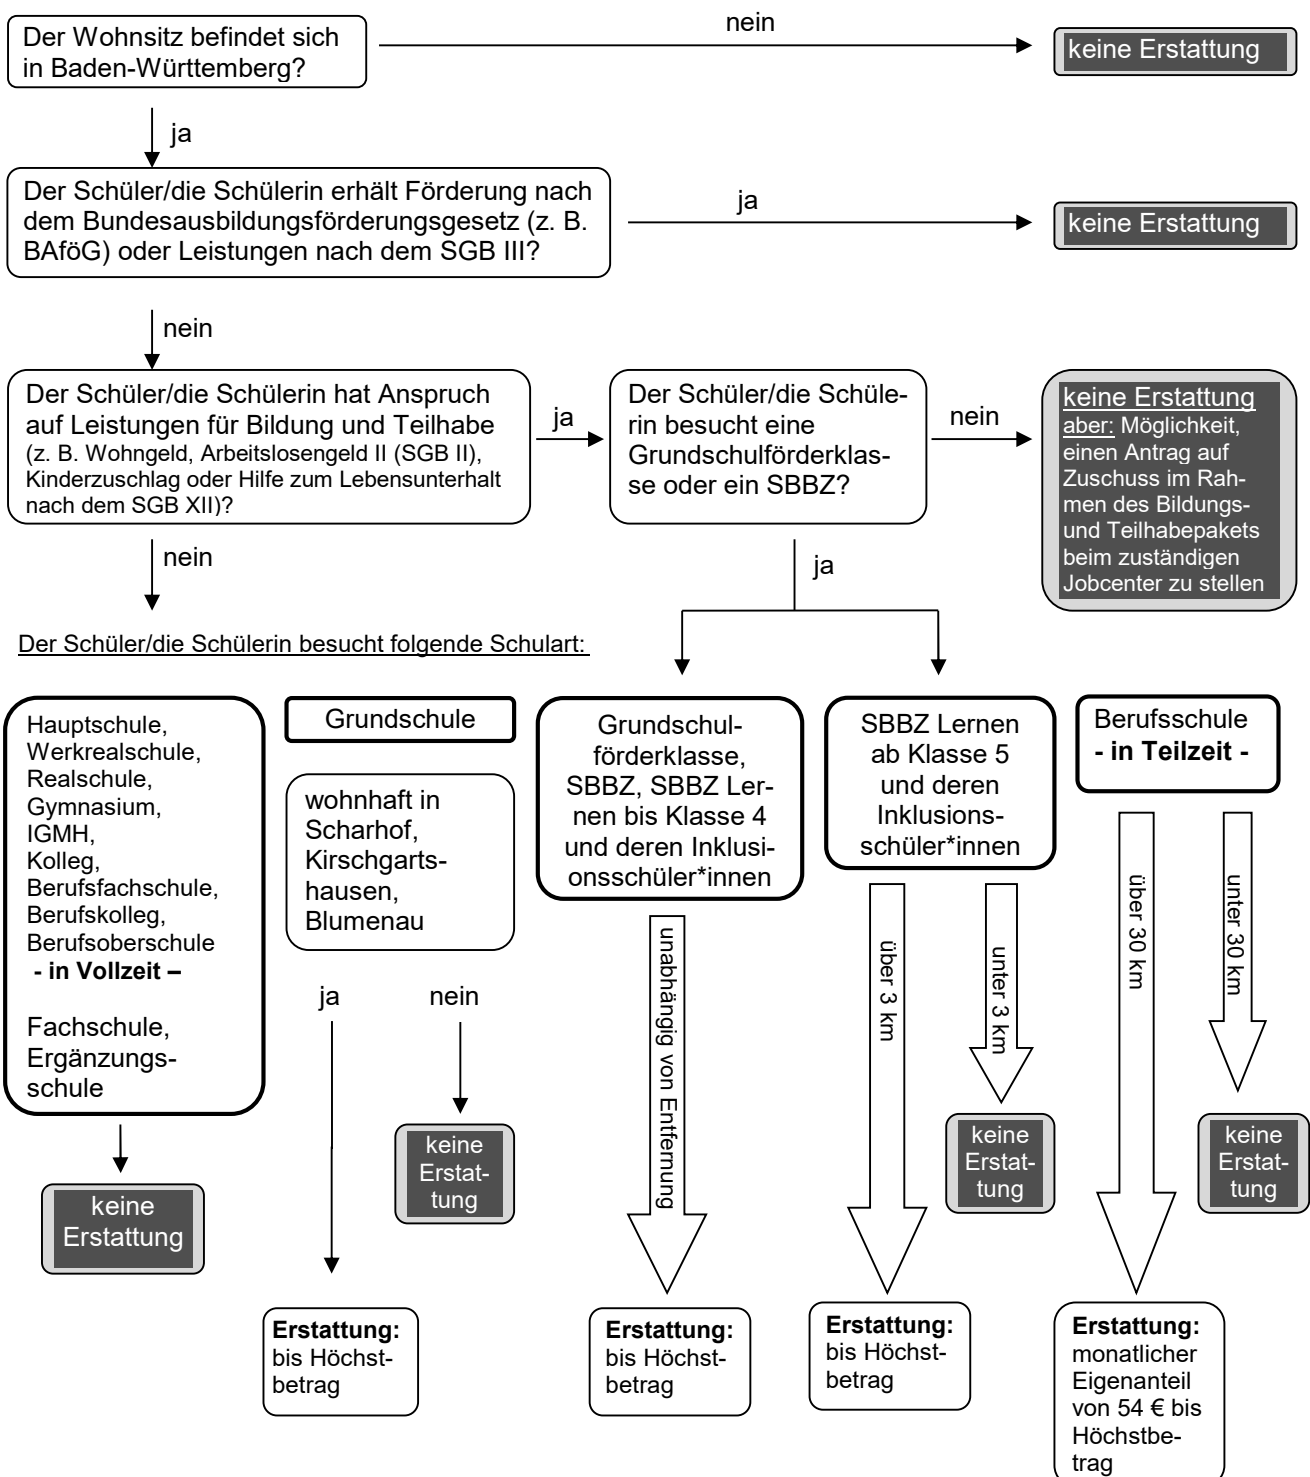 Der Wohnsitz befindet sich
in Baden-Württemberg?
nein
keine Erstattung
ja
Der Schüler/die Schülerin erhält Förderung nach
dem Bundesausbildungsförderungsgesetz (z. B.
BAföG) oder Leistungen nach dem SGB III?
ja
keine Erstattung
nein
Der Schüler/die Schülerin hat Anspruch
auf Leistungen für Bildung und Teilhabe
(z. B. Wohngeld, Arbeitslosengeld II (SGB II),
Kinderzuschlag oder Hilfe zum Lebensunterhalt
nach dem SGB XII)?
ja
Der Schüler/die Schüle-
rin besucht eine
Grundschulförderklas-
se oder ein SBBZ?
nein
keine Erstattung
aber: Möglichkeit,
einen Antrag auf
Zuschuss im Rah-
men des Bildungs-
und Teilhabepakets
beim zuständigen
Jobcenter zu stellen
nein
ja
Der Schüler/die Schülerin besucht folgende Schulart:
Hauptschule,
Werkrealschule,
Realschule,
Gymnasium,
IGMH,
Kolleg,
Berufsfachschule,
Berufskolleg,
Berufsoberschule
- in Vollzeit –
Fachschule,
Ergänzungs-
schule
keine
Erstattung
Grundschule
wohnhaft in
Scharhof,
Kirschgarts-
hausen,
Blumenau
ja
nein
keine
Erstat-
tung
Erstattung:
bis Höchst-
betrag
Grundschul-
förderklasse,
SBBZ, SBBZ Ler-
nen bis Klasse 4
und deren Inklusi-
onsschüler*innen
unabhängig von Entfernung
Erstattung:
bis Höchst-
betrag
SBBZ Lernen
ab Klasse 5
und deren
Inklusions-
schüler*innen
über 3 km
unter 3 km
keine
Erstat-
tung
Erstattung:
bis Höchst-
betrag
Berufsschule
- in Teilzeit -
über 30 km
unter 30 km
keine
Erstat-
tung
Erstattung:
monatlicher
Eigenanteil
von 54 € bis
Höchstbe-
trag